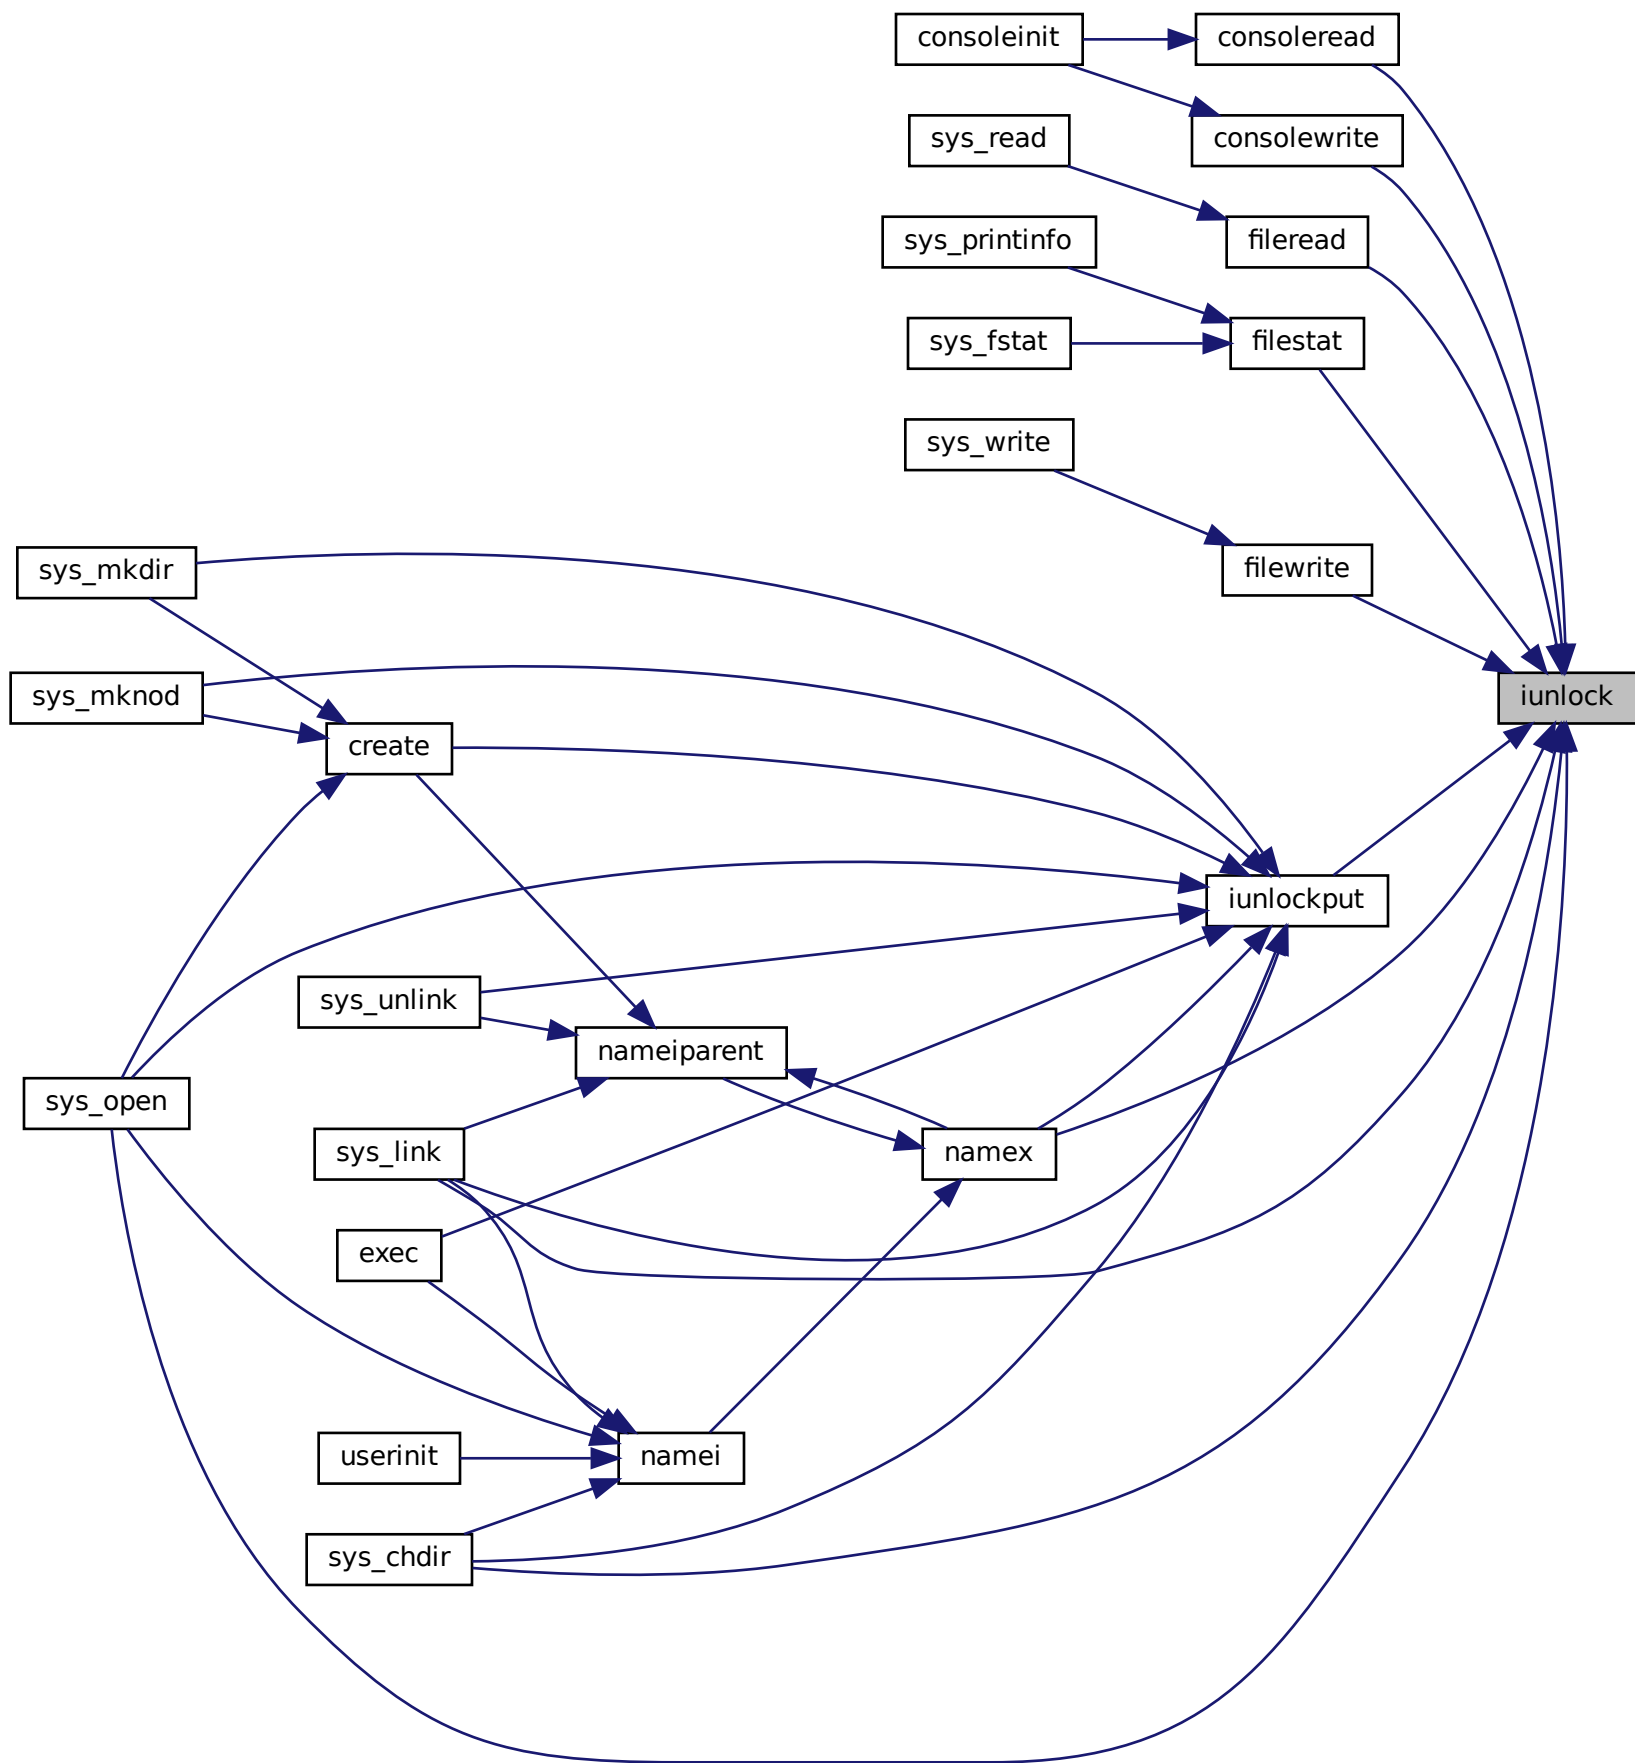 consoleinit
consoleread
sys_read
consolewrite
sys_printinfo
fileread
sys_fstat
filestat
sys_write
sys_mkdir
filewrite
sys_mknod
iunlock
create
iunlockput
sys_unlink
nameiparent
sys_open
sys_link
namex
exec
userinit
namei
sys_chdir